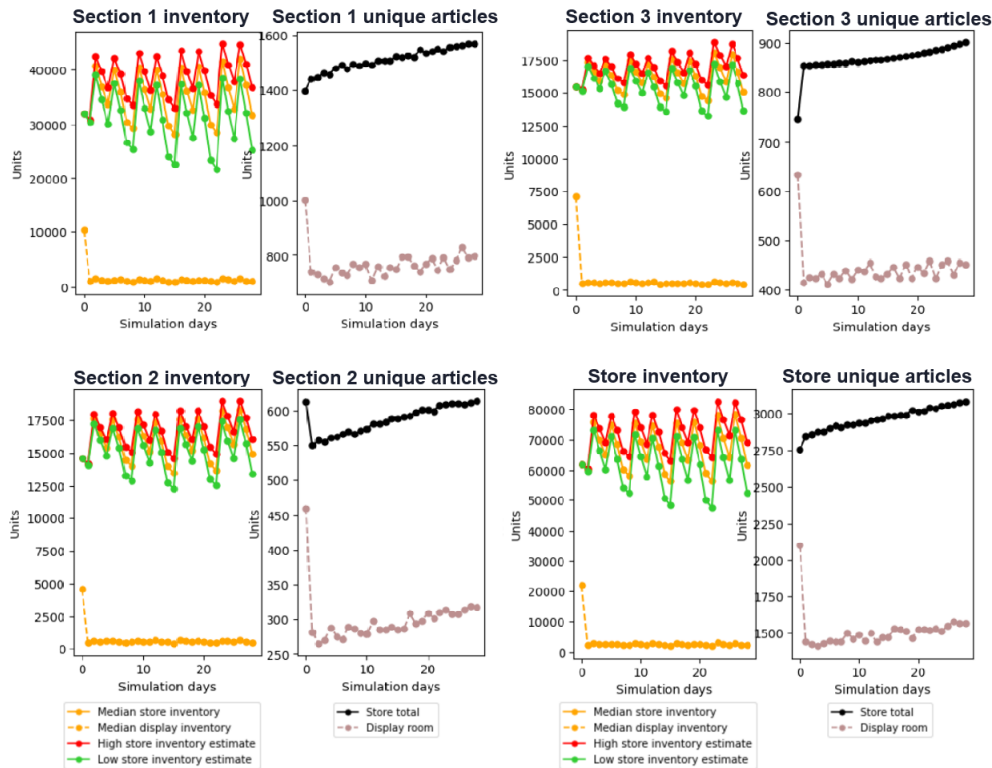 Section 1 inventory
Units
40000
30000
20000
10000
0
0
10
20
Simulation days
Section 1 unique articles
Units
1600
1400
1200
1000
800
0
10
20
Simulation days
Section 3 inventory
Units
17500
15000
12500
10000
7500
5000
2500
0
0
10
20
Simulation days
Section 3 unique articles
Units
900
800
700
600
500
400
0
10
20
Simulation days
Section 2 inventory
Units
17500
15000
12500
10000
7500
5000
2500
0
0
10
20
Simulation days
Median store inventory
Median display inventory
High store inventory estimate
Low store inventory estimate
Section 2 unique articles
Units
600
550
500
450
400
350
300
250
0
10
20
Simulation days
Store total
Display room
Store inventory
Units
80000
70000
60000
50000
40000
30000
20000
10000
0
0
10
20
Simulation days
Median store inventory
Median display inventory
High store inventory estimate
Low store inventory estimate
Store unique articles
Units
3000
2750
2500
2250
2000
1750
1500
0
10
20
Simulation days
Store total
Display room